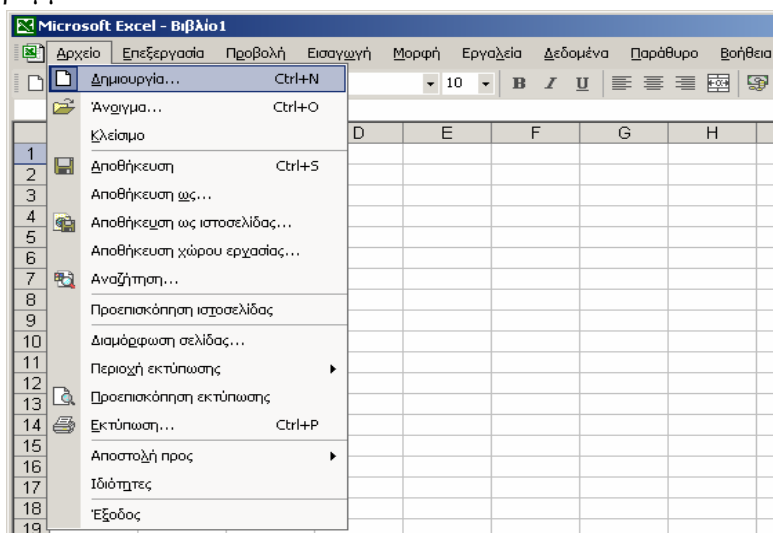 Microsoft Excel - Βιβλίο1
Αρχείο Επεξεργασία Προβολή Εισαγωγή Μορφή Εργαλεία Δεδομένα Παράθυρο Βοήθεια
10 B I U
Δημιουργία... Ctrl+N
Άνοιγμα... Ctrl+O
Κλείσιμο
Αποθήκευση Ctrl+S
Αποθήκευση ως...
Αποθήκευση ως ιστοσελίδας...
Αποθήκευση χώρου εργασίας...
Αναζήτηση...
Προεπισκόπηση ιστοσελίδας
Διαμόρφωση σελίδας...
Περιοχή εκτύπωσης
Προεπισκόπηση εκτύπωσης
Εκτύπωση... Ctrl+P
Αποστολή προς
Ιδιότητες
Έξοδος
D E F G H
1
2
3
4
5
6
7
8
9
10
11
12
13
14
15
16
17
18
19